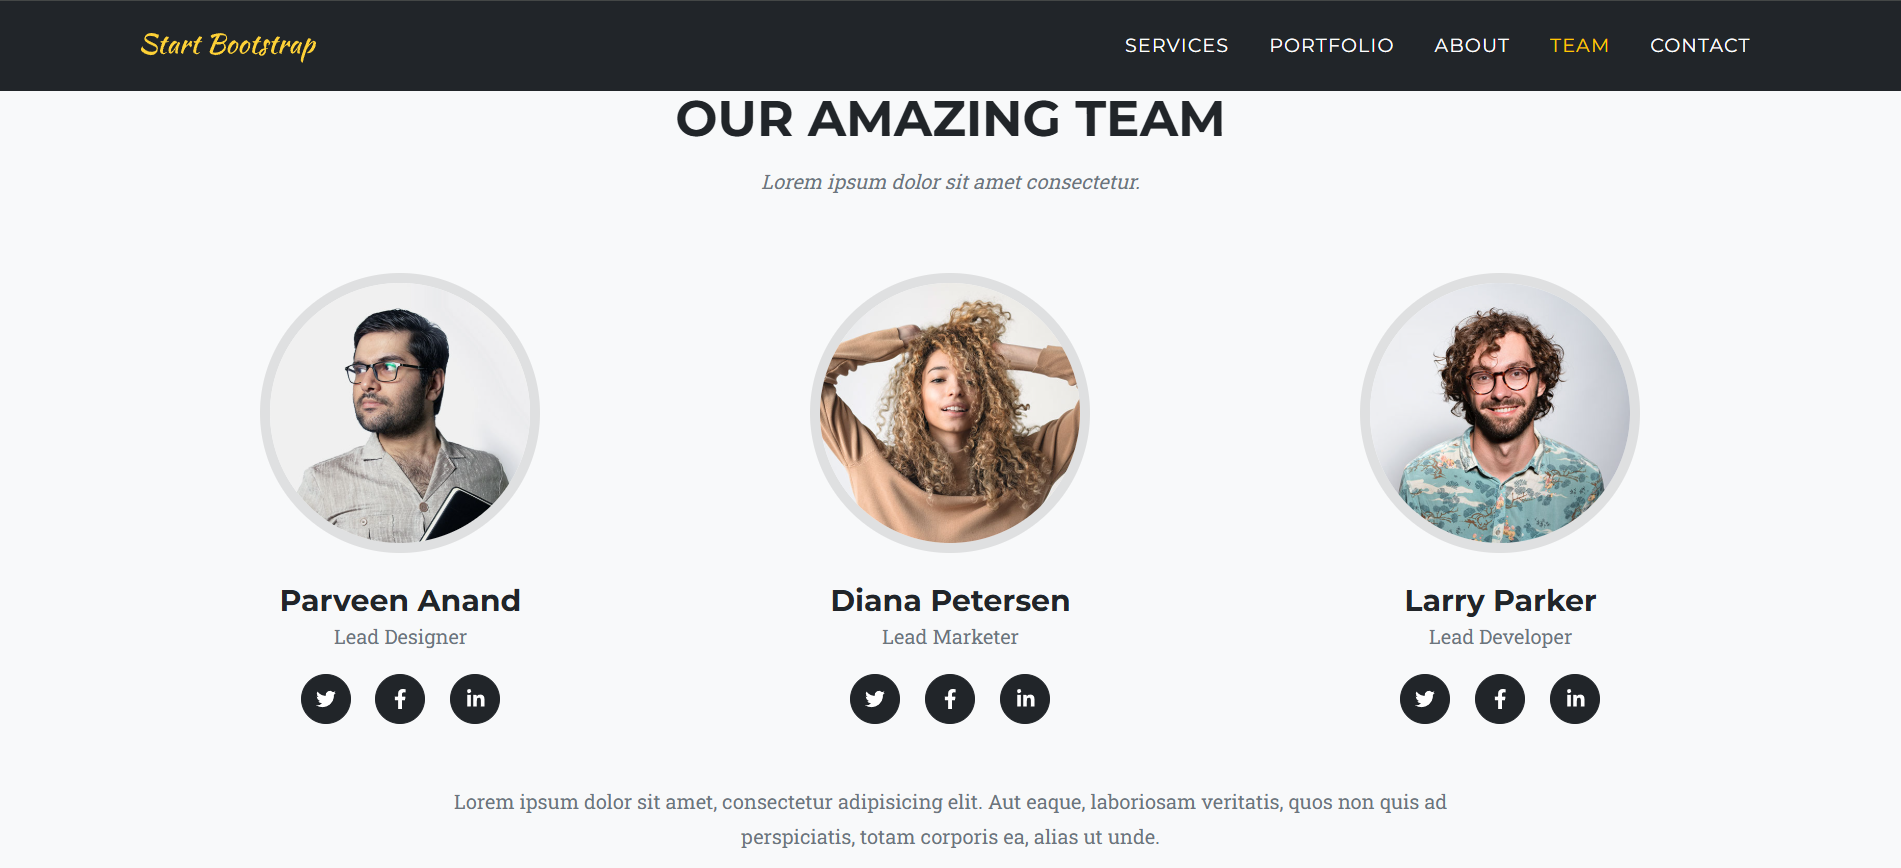 Start Bootstrap
SERVICES PORTFOLIO ABOUT TEAM CONTACT
OUR AMAZING TEAM
Lorem ipsum dolor sit amet consectetur.
Parveen Anand
Lead Designer
Diana Petersen
Lead Marketer
Larry Parker
Lead Developer
Lorem ipsum dolor sit amet, consectetur adipisicing elit. Aut eaque, laboriosam veritatis, quos non quis ad
perspiciatis, totam corporis ea, alias ut unde.